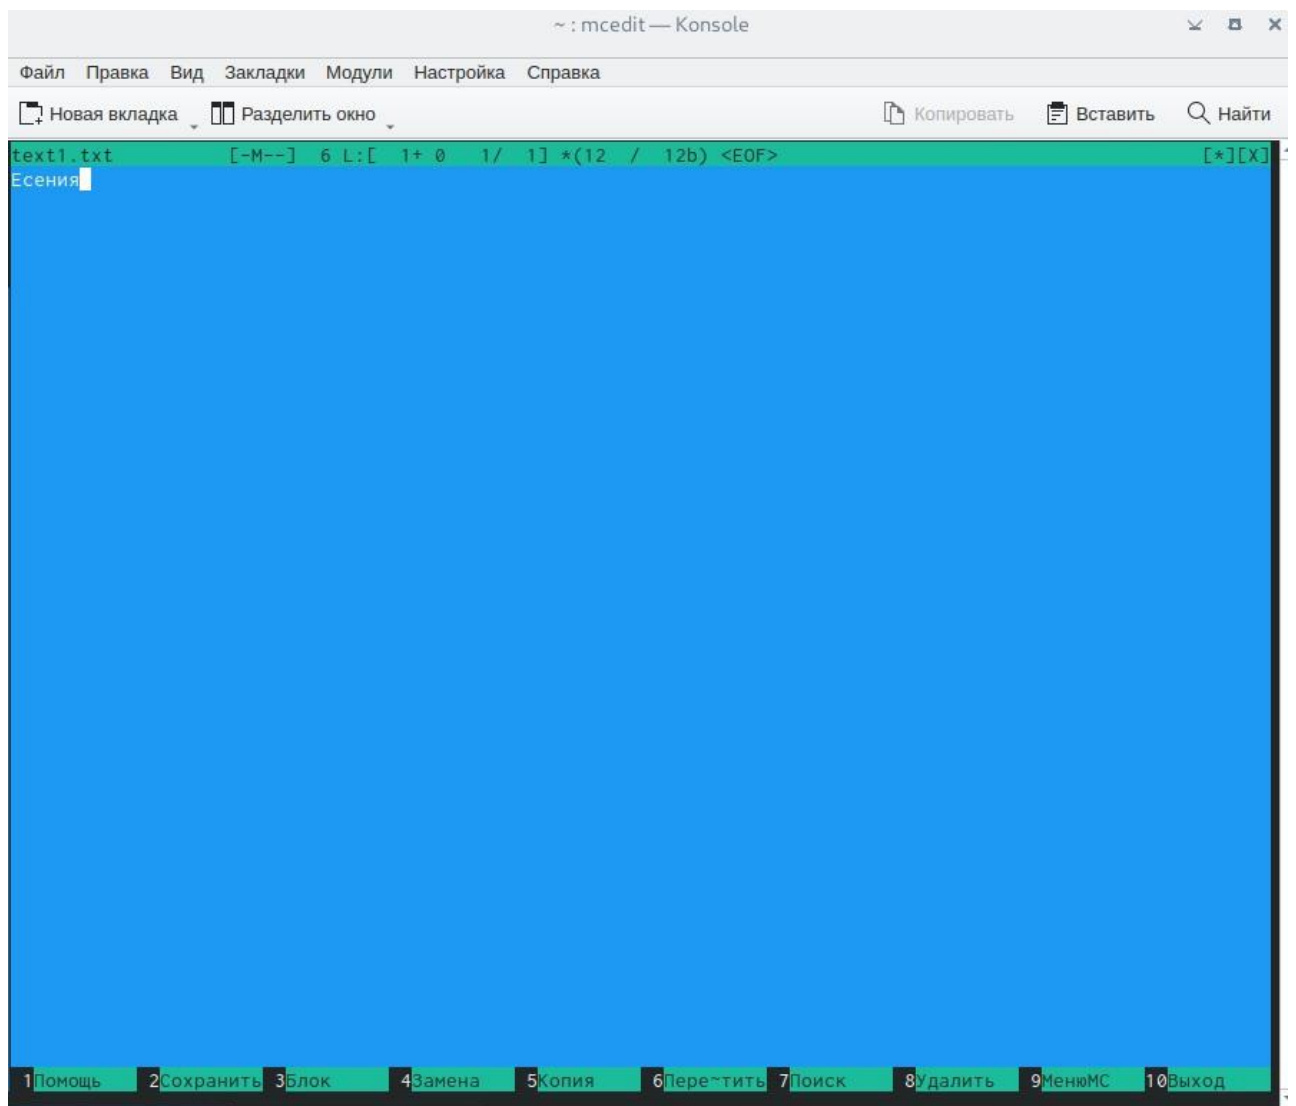 ~ : mcedit — Konsole
Файл Правка Вид Закладки Модули Настройка Справка
Новая вкладка Разделить окно Копировать Вставить Найти
text1.txt [-M--] 6 L:[ 1+ 0 1/ 1] *(12 / 12b) <EOF> [*][X]
Есения
1Помощь 2Сохранить 3Блок 4Замена 5Копия 6Пере~тить 7Поиск 8Удалить 9МенюMC 10Выход